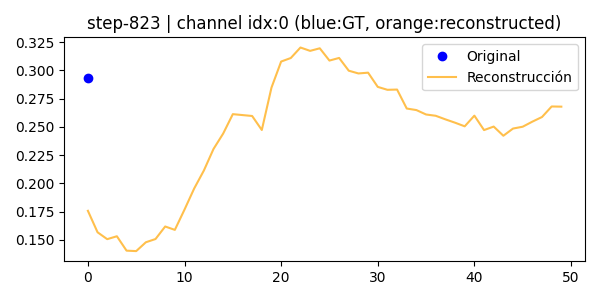 step-823 | channel idx:0 (blue:GT, orange:reconstructed)
0.325
0.300
0.275
0.250
0.225
0.200
0.175
0.150
Original
Reconstrucción
0 10 20 30 40 50